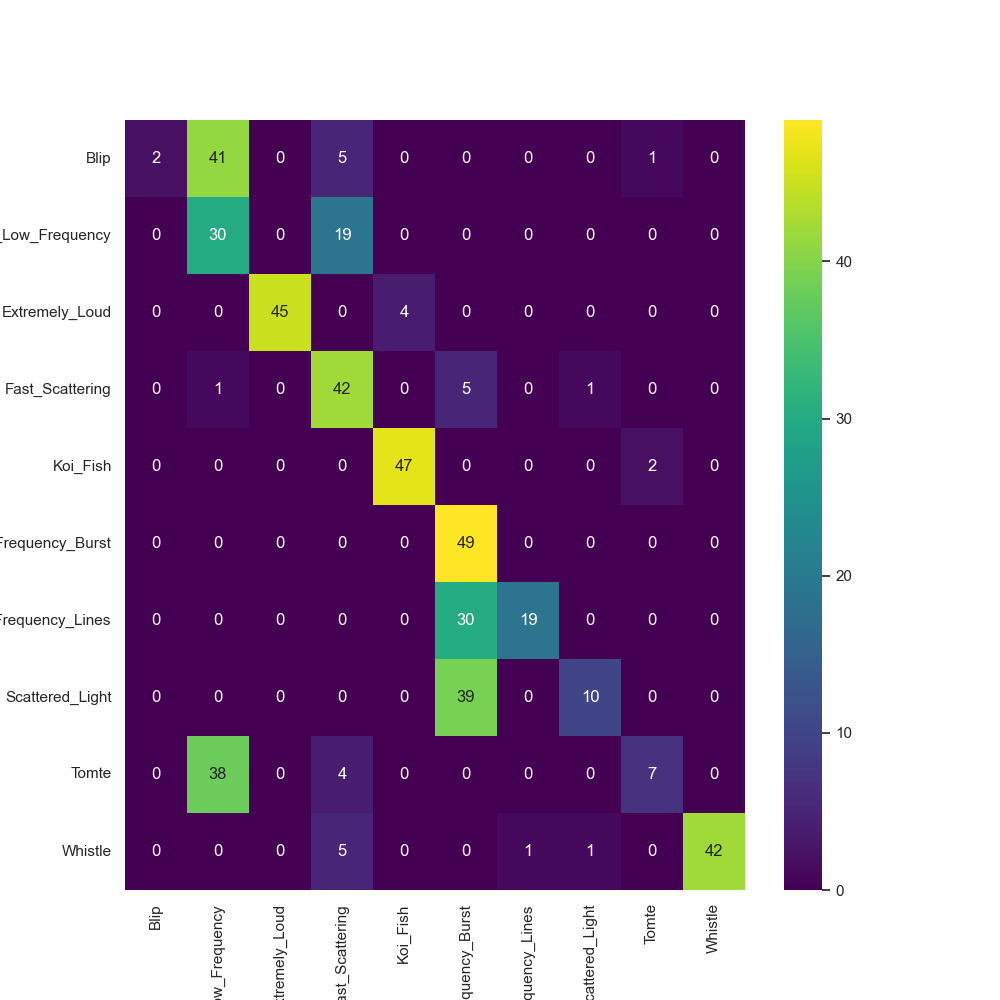 Blip 2 41 0 5 0 0 0 0 1 0
_Low_Frequency 0 30 0 19 0 0 0 0 0 0
40
Extremely_Loud 0 0 45 0 4 0 0 0 0 0
Fast_Scattering 0 1 0 42 0 5 0 1 0 0
30
Koi_Fish 0 0 0 0 47 0 0 0 2 0
Frequency_Burst 0 0 0 0 0 49 0 0 0 0
20
Frequency_Lines 0 0 0 0 0 30 19 0 0 0
Scattered_Light 0 0 0 0 0 39 0 10 0 0
10
Tomte 0 38 0 4 0 0 0 0 7 0
Whistle 0 0 0 5 0 0 1 1 0 42
0
Blip
ow_Frequency
tremely_Loud
ast_Scattering
Koi_Fish
quency_Burst
quency_Lines
cattered_Light
Tomte
Whistle